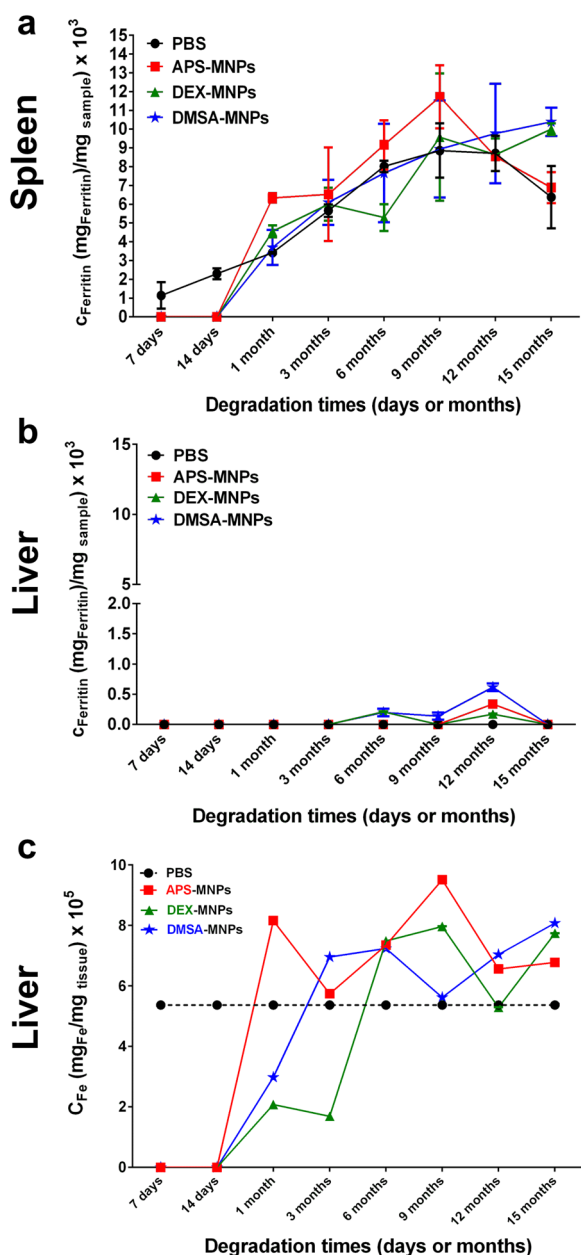 a
Spleen
cFerritin (mgFerritin)/mg sample) x 10³
15
14
13
12
11
10
9
8
7
6
5
4
3
2
1
0
PBS
APS-MNPs
DEX-MNPs
DMSA-MNPs
7 days
14 days
1 month
3 months
6 months
9 months
12 months
15 months
Degradation times (days or months)
b
Liver
cFerritin (mgFerritin)/mg sample) x 10³
15
10
5
2.0
1.5
1.0
0.5
0.0
PBS
APS-MNPs
DEX-MNPs
DMSA-MNPs
7 days
14 days
1 month
3 months
6 months
9 months
12 months
15 months
Degradation times (days or months)
c
Liver
CFe (mgFe/mg tissue) x 10⁵
10
8
6
4
2
0
PBS
APS-MNPs
DEX-MNPs
DMSA-MNPs
7 days
14 days
1 month
3 months
6 months
9 months
12 months
15 months
Degradation times (days or months)